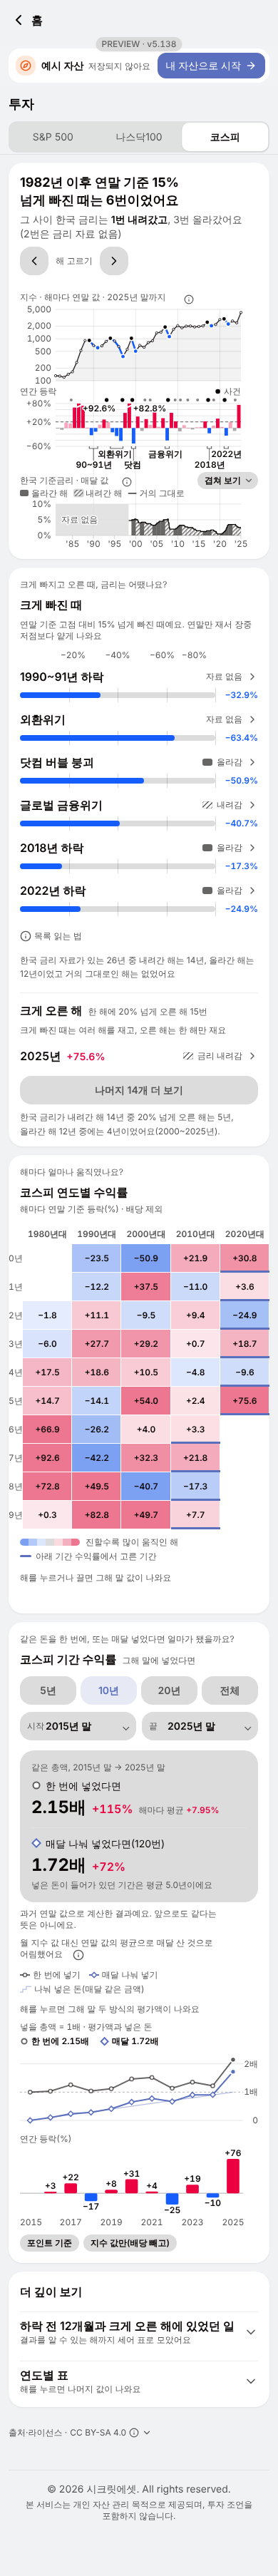 홈
PREVIEW · v5.138
예시 자산 저장되지 않아요
내 자산으로 시작
투자
S&P 500
나스닥100
코스피
1982년 이후 연말 기준 15%
넘게 빠진 때는 6번이었어요
그 사이 한국 금리는 1번 내려갔고, 3번 올라갔어요
(2번은 금리 자료 없음)
해 고르기
지수 · 해마다 연말 값 · 2025년 말까지
5,000
2,000
1,000
500
200
100
연간 등락
사건
+80%
+92.6%
+82.8%
+20%
−60%
외환위기
금융위기
2022년
90~91년
닷컴
2018년
한국 기준금리 · 매달 값
겹쳐 보기
올라간 해
내려간 해
거의 그대로
10%
5%
0%
자료 없음
'85
'90
'95
'00
'05
'10
'15
'20
'25
크게 빠지고 오른 때, 금리는 어땠나요?
크게 빠진 때
연말 기준 고점 대비 15% 넘게 빠진 때예요. 연말만 재서 장중
저점보다 얕게 나와요
−20%
−40%
−60%
−80%
1990~91년 하락
자료 없음
−32.9%
외환위기
자료 없음
−63.4%
닷컴 버블 붕괴
올라감
−50.9%
글로벌 금융위기
내려감
−40.7%
2018년 하락
올라감
−17.3%
2022년 하락
올라감
−24.9%
목록 읽는 법
한국 금리 자료가 있는 26년 중 내려간 해는 14년, 올라간 해는
12년이었고 거의 그대로인 해는 없었어요
크게 오른 해
한 해에 20% 넘게 오른 해 15번
크게 빠진 때는 여러 해를 재고, 오른 해는 한 해만 재요
2025년 +75.6%
금리 내려감
나머지 14개 더 보기
한국 금리가 내려간 해 14년 중 20% 넘게 오른 해는 5년,
올라간 해 12년 중에는 4년이었어요(2000~2025년).
해마다 얼마나 움직였나요?
코스피 연도별 수익률
해마다 연말 기준 등락(%) · 배당 제외
1980년대
1990년대
2000년대
2010년대
2020년대
0년
−23.5
−50.9
+21.9
+30.8
1년
−12.2
+37.5
−11.0
+3.6
2년
−1.8
+11.1
−9.5
+9.4
−24.9
3년
−6.0
+27.7
+29.2
+0.7
+18.7
4년
+17.5
+18.6
+10.5
−4.8
−9.6
5년
+14.7
−14.1
+54.0
+2.4
+75.6
6년
+66.9
−26.2
+4.0
+3.3
7년
+92.6
−42.2
+32.3
+21.8
8년
+72.8
+49.5
−40.7
−17.3
9년
+0.3
+82.8
+49.7
+7.7
진할수록 많이 움직인 해
아래 기간 수익률에서 고른 기간
해를 누르거나 끌면 그해 말 값이 나와요
같은 돈을 한 번에, 또는 매달 넣었다면 얼마가 됐을까요?
코스피 기간 수익률
그해 말에 넣었다면
5년
10년
20년
전체
시작 2015년 말
끝 2025년 말
같은 총액, 2015년 말 → 2025년 말
한 번에 넣었다면
2.15배 +115% 해마다 평균 +7.95%
매달 나눠 넣었다면(120번)
1.72배 +72%
넣은 돈이 들어가 있던 기간은 평균 5.0년이에요
과거 연말 값으로 계산한 결과예요. 앞으로도 같다는
뜻은 아니에요.
월 지수 값 대신 연말 값의 평균으로 매달 산 것으로
어림했어요
한 번에 넣기
매달 나눠 넣기
나눠 넣은 돈(매달 같은 금액)
해를 누르면 그해 말 두 방식의 평가액이 나와요
넣을 총액 = 1배 · 평가액과 넣은 돈
한 번에 2.15배
매달 1.72배
2배
1배
0
연간 등락(%)
+3
+22
−17
+8
+31
+4
−25
+19
−10
+76
2015
2017
2019
2021
2023
2025
포인트 기준
지수 값만(배당 빼고)
더 깊이 보기
하락 전 12개월과 크게 오른 해에 있었던 일
결과를 알 수 있는 해까지 세어 표로 모았어요
연도별 표
해를 누르면 나머지 값이 나와요
출처·라이선스 · CC BY-SA 4.0
© 2026 시크릿에셋. All rights reserved.
본 서비스는 개인 자산 관리 목적으로 제공되며, 투자 조언을
포함하지 않습니다.